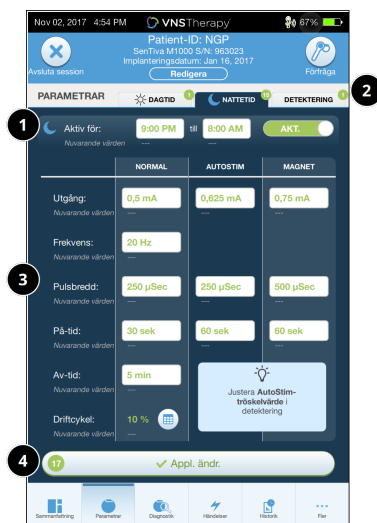 Nov 02, 2017 4:54 PM VNSTherapy 67%
Patient-ID: NGP
SenTiva M1000 S/N: 963023
Implanteringsdatum: Jan 16, 2017
Avsluta session Redigera Förfråga
PARAMETRAR DAGTID 1 NATTETID 15 DETEKTERING 1
2
1
Aktiv för: 9:00 PM till 8:00 AM AKT.
Nuvarande värden --- ---
NORMAL AUTOSTIM MAGNET
Utgång: 0,5 mA 0,625 mA 0,75 mA
Nuvarande värden --- --- ---
Frekvens: 20 Hz
Nuvarande värden ---
3
Pulsbredd: 250 µSec 250 µSec 500 µSec
Nuvarande värden --- --- ---
På-tid: 30 sek 60 sek 60 sek
Nuvarande värden --- --- ---
Av-tid: 5 min
Nuvarande värden ---
Justera AutoStim-
tröskelvärde i
detektering
Driftcykel: 10 %
Nuvarande värden ---
4
17 Appl. ändr.
Sammanfattning Parametrar Diagnostik Händelser Historik Fler